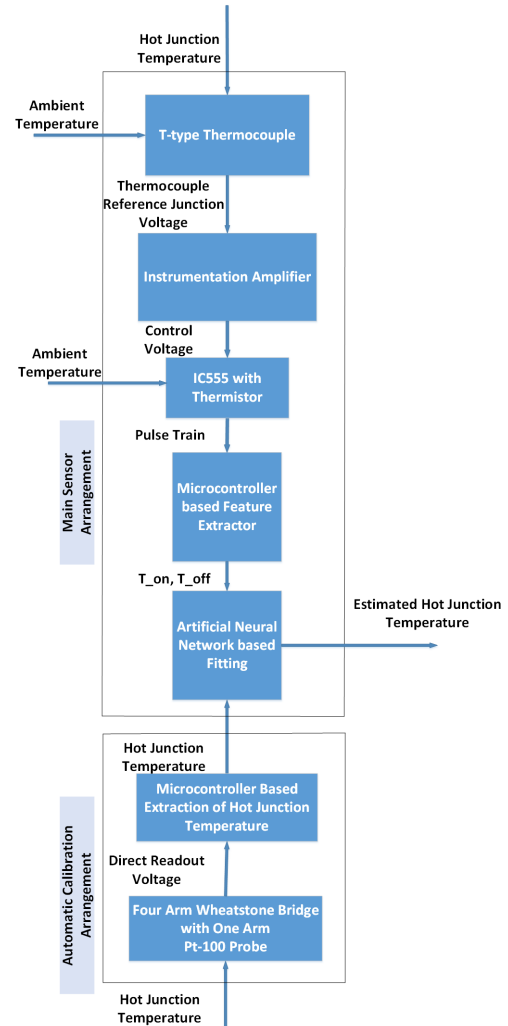 Hot Junction
Temperature
Ambient
Temperature
T-type Thermocouple
Thermocouple
Reference Junction
Voltage
Instrumentation Amplifier
Control
Voltage
Ambient
Temperature
IC555 with
Thermistor
Pulse Train
Main Sensor
Arrangement
Microcontroller
based Feature
Extractor
T_on, T_off
Artificial Neural
Network based
Fitting
Estimated Hot Junction
Temperature
Hot Junction
Temperature
Microcontroller Based
Extraction of Hot Junction
Temperature
Automatic Calibration
Arrangement
Direct Readout
Voltage
Four Arm Wheatstone Bridge
with One Arm
Pt-100 Probe
Hot Junction
Temperature